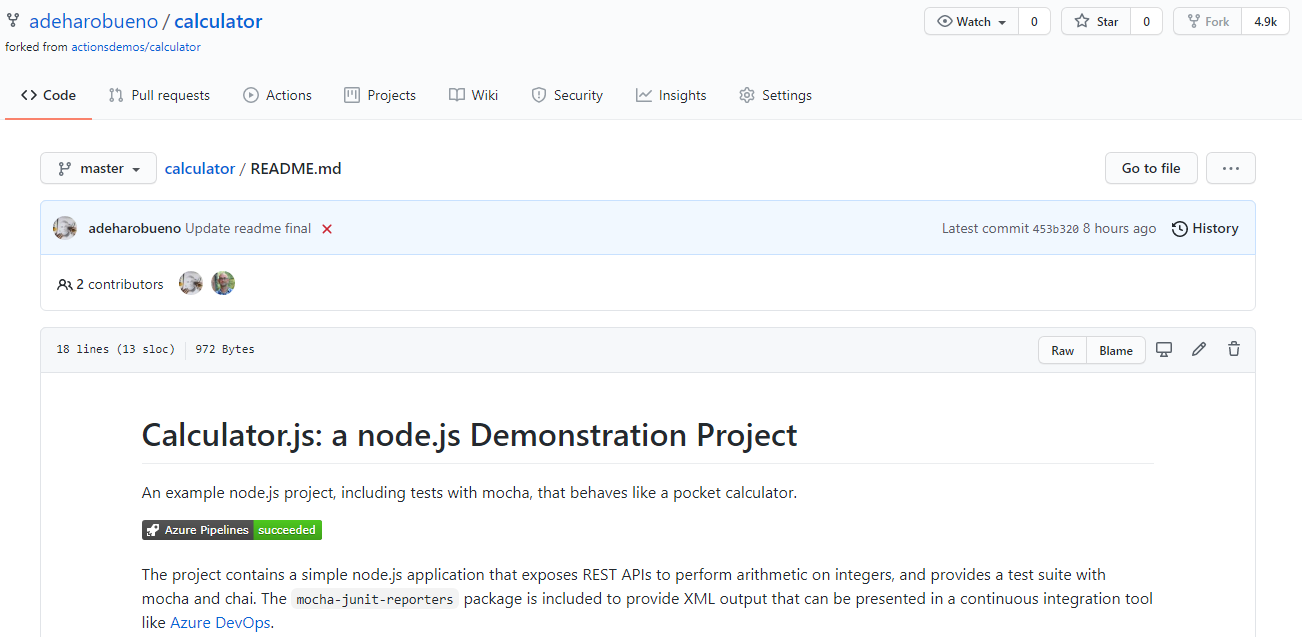 adeharobueno / calculator
Watch 0 Star 0 Fork 4.9k
forked from actionsdemos/calculator
Code Pull requests Actions Projects Wiki Security Insights Settings
master calculator / README.md Go to file ...
adeharobueno Update readme final Latest commit 453b320 8 hours ago History
2 contributors
18 lines (13 sloc) 972 Bytes Raw Blame
Calculator.js: a node.js Demonstration Project
An example node.js project, including tests with mocha, that behaves like a pocket calculator.
Azure Pipelines succeeded
The project contains a simple node.js application that exposes REST APIs to perform arithmetic on integers, and provides a test suite with
mocha and chai. The mocha-junit-reporters package is included to provide XML output that can be presented in a continuous integration tool
like Azure DevOps.